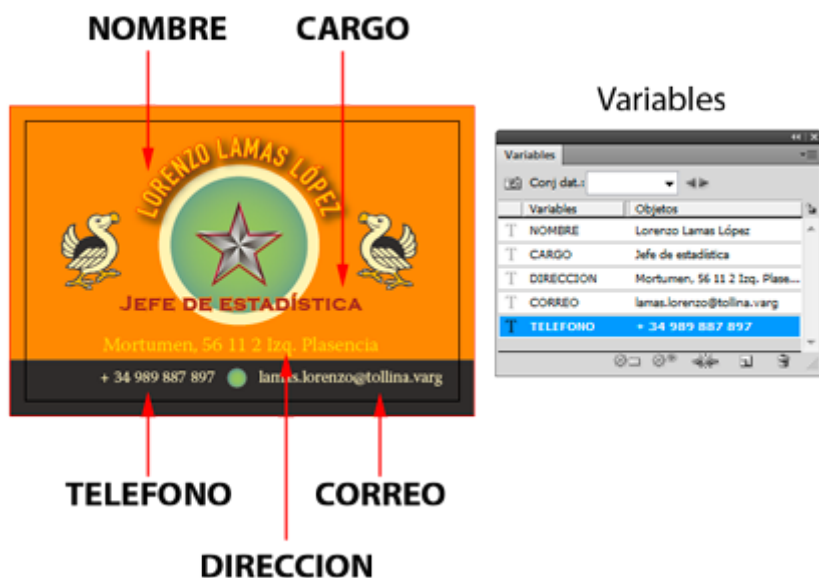 NOMBRE CARGO
LORENZO LAMAS LÓPEZ
JEFE DE ESTADÍSTICA
Mortumen, 56 11 2 Izq. Plasencia
+ 34 989 887 897 lamas.lorenzo@tollina.varg
TELEFONO CORREO
DIRECCION
Variables
Variables
Conj dat.:
Variables Objetos
T NOMBRE Lorenzo Lamas López
T CARGO Jefe de estadística
T DIRECCION Mortumen, 56 11 2 Izq. Plase...
T CORREO lamas.lorenzo@tollina.varg
T TELEFONO + 34 989 887 897